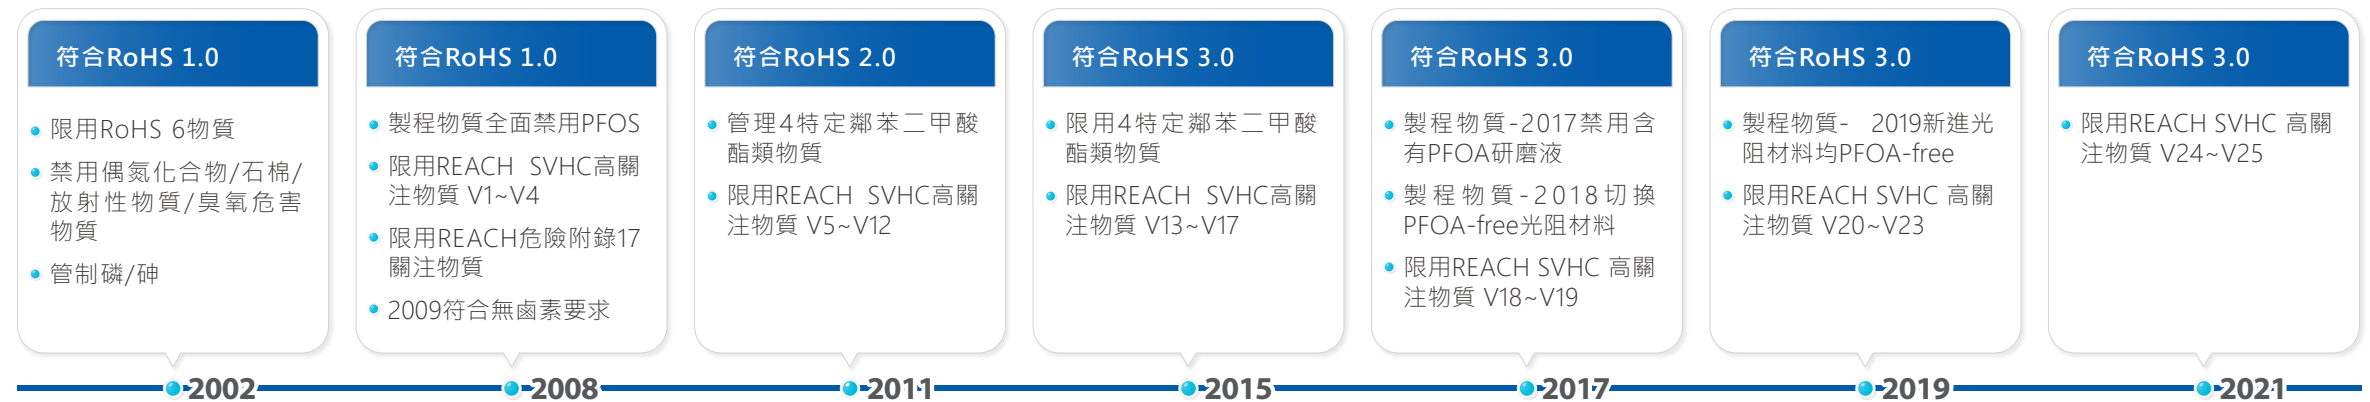 符合RoHS 1.0
限用RoHS 6物質
禁用偶氮化合物/石棉/
放射性物質/臭氧危害
物質
管制磷/砷
2002
符合RoHS 1.0
製程物質全面禁用PFOS
限用REACH SVHC高關
注物質 V1~V4
限用REACH危險附錄17
關注物質
2009符合無鹵素要求
2008
符合RoHS 2.0
管理4特定鄰苯二甲酸
酯類物質
限用REACH SVHC高關
注物質 V5~V12
2011
符合RoHS 3.0
限用4特定鄰苯二甲酸
酯類物質
限用REACH SVHC高關
注物質 V13~V17
2015
符合RoHS 3.0
製程物質-2017禁用含
有PFOA研磨液
製程物質-2018切換
PFOA-free光阻材料
限用REACH SVHC 高關
注物質 V18~V19
2017
符合RoHS 3.0
製程物質- 2019新進光
阻材料均PFOA-free
限用REACH SVHC 高關
注物質 V20~V23
2019
符合RoHS 3.0
限用REACH SVHC 高關
注物質 V24~V25
2021